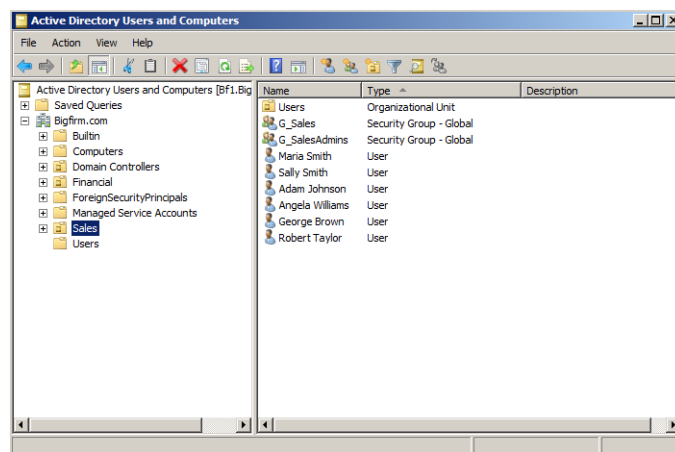 Active Directory Users and Computers
File Action View Help
Active Directory Users and Computers [Bf1.Big
Saved Queries
Bigfirm.com
Builtin
Computers
Domain Controllers
Financial
ForeignSecurityPrincipals
Managed Service Accounts
Sales
Users
Name Type Description
Users Organizational Unit
G_Sales Security Group - Global
G_SalesAdmins Security Group - Global
Maria Smith User
Sally Smith User
Adam Johnson User
Angela Williams User
George Brown User
Robert Taylor User